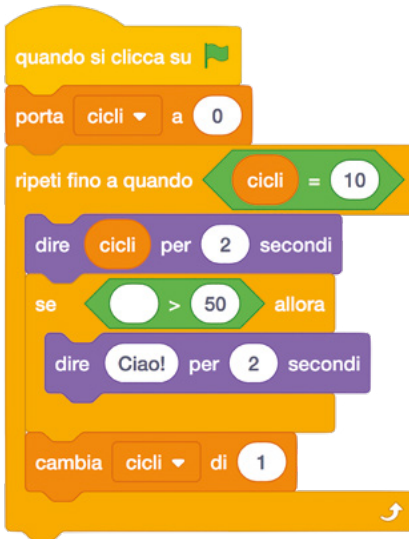 quando si clicca su
porta cicli a 0
ripeti fino a quando cicli = 10
dire cicli per 2 secondi
se > 50 allora
dire Ciao! per 2 secondi
cambia cicli di 1